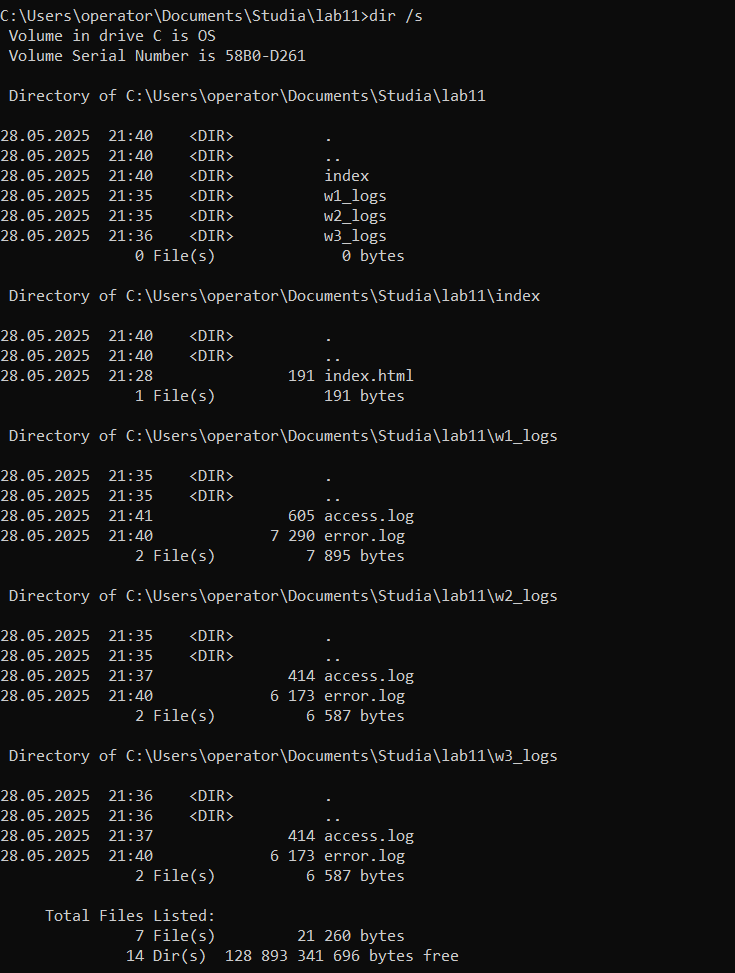 C:\Users\operator\Documents\Studia\lab11>dir /s
 Volume in drive C is OS
 Volume Serial Number is 58B0-D261

 Directory of C:\Users\operator\Documents\Studia\lab11

28.05.2025  21:40    <DIR>          .
28.05.2025  21:40    <DIR>          ..
28.05.2025  21:40    <DIR>          index
28.05.2025  21:35    <DIR>          w1_logs
28.05.2025  21:35    <DIR>          w2_logs
28.05.2025  21:36    <DIR>          w3_logs
               0 File(s)              0 bytes

 Directory of C:\Users\operator\Documents\Studia\lab11\index

28.05.2025  21:40    <DIR>          .
28.05.2025  21:40    <DIR>          ..
28.05.2025  21:28               191 index.html
               1 File(s)            191 bytes

 Directory of C:\Users\operator\Documents\Studia\lab11\w1_logs

28.05.2025  21:35    <DIR>          .
28.05.2025  21:35    <DIR>          ..
28.05.2025  21:41               605 access.log
28.05.2025  21:40             7 290 error.log
               2 File(s)          7 895 bytes

 Directory of C:\Users\operator\Documents\Studia\lab11\w2_logs

28.05.2025  21:35    <DIR>          .
28.05.2025  21:35    <DIR>          ..
28.05.2025  21:37               414 access.log
28.05.2025  21:40             6 173 error.log
               2 File(s)          6 587 bytes

 Directory of C:\Users\operator\Documents\Studia\lab11\w3_logs

28.05.2025  21:36    <DIR>          .
28.05.2025  21:36    <DIR>          ..
28.05.2025  21:37               414 access.log
28.05.2025  21:40             6 173 error.log
               2 File(s)          6 587 bytes

     Total Files Listed:
               7 File(s)         21 260 bytes
              14 Dir(s)  128 893 341 696 bytes free